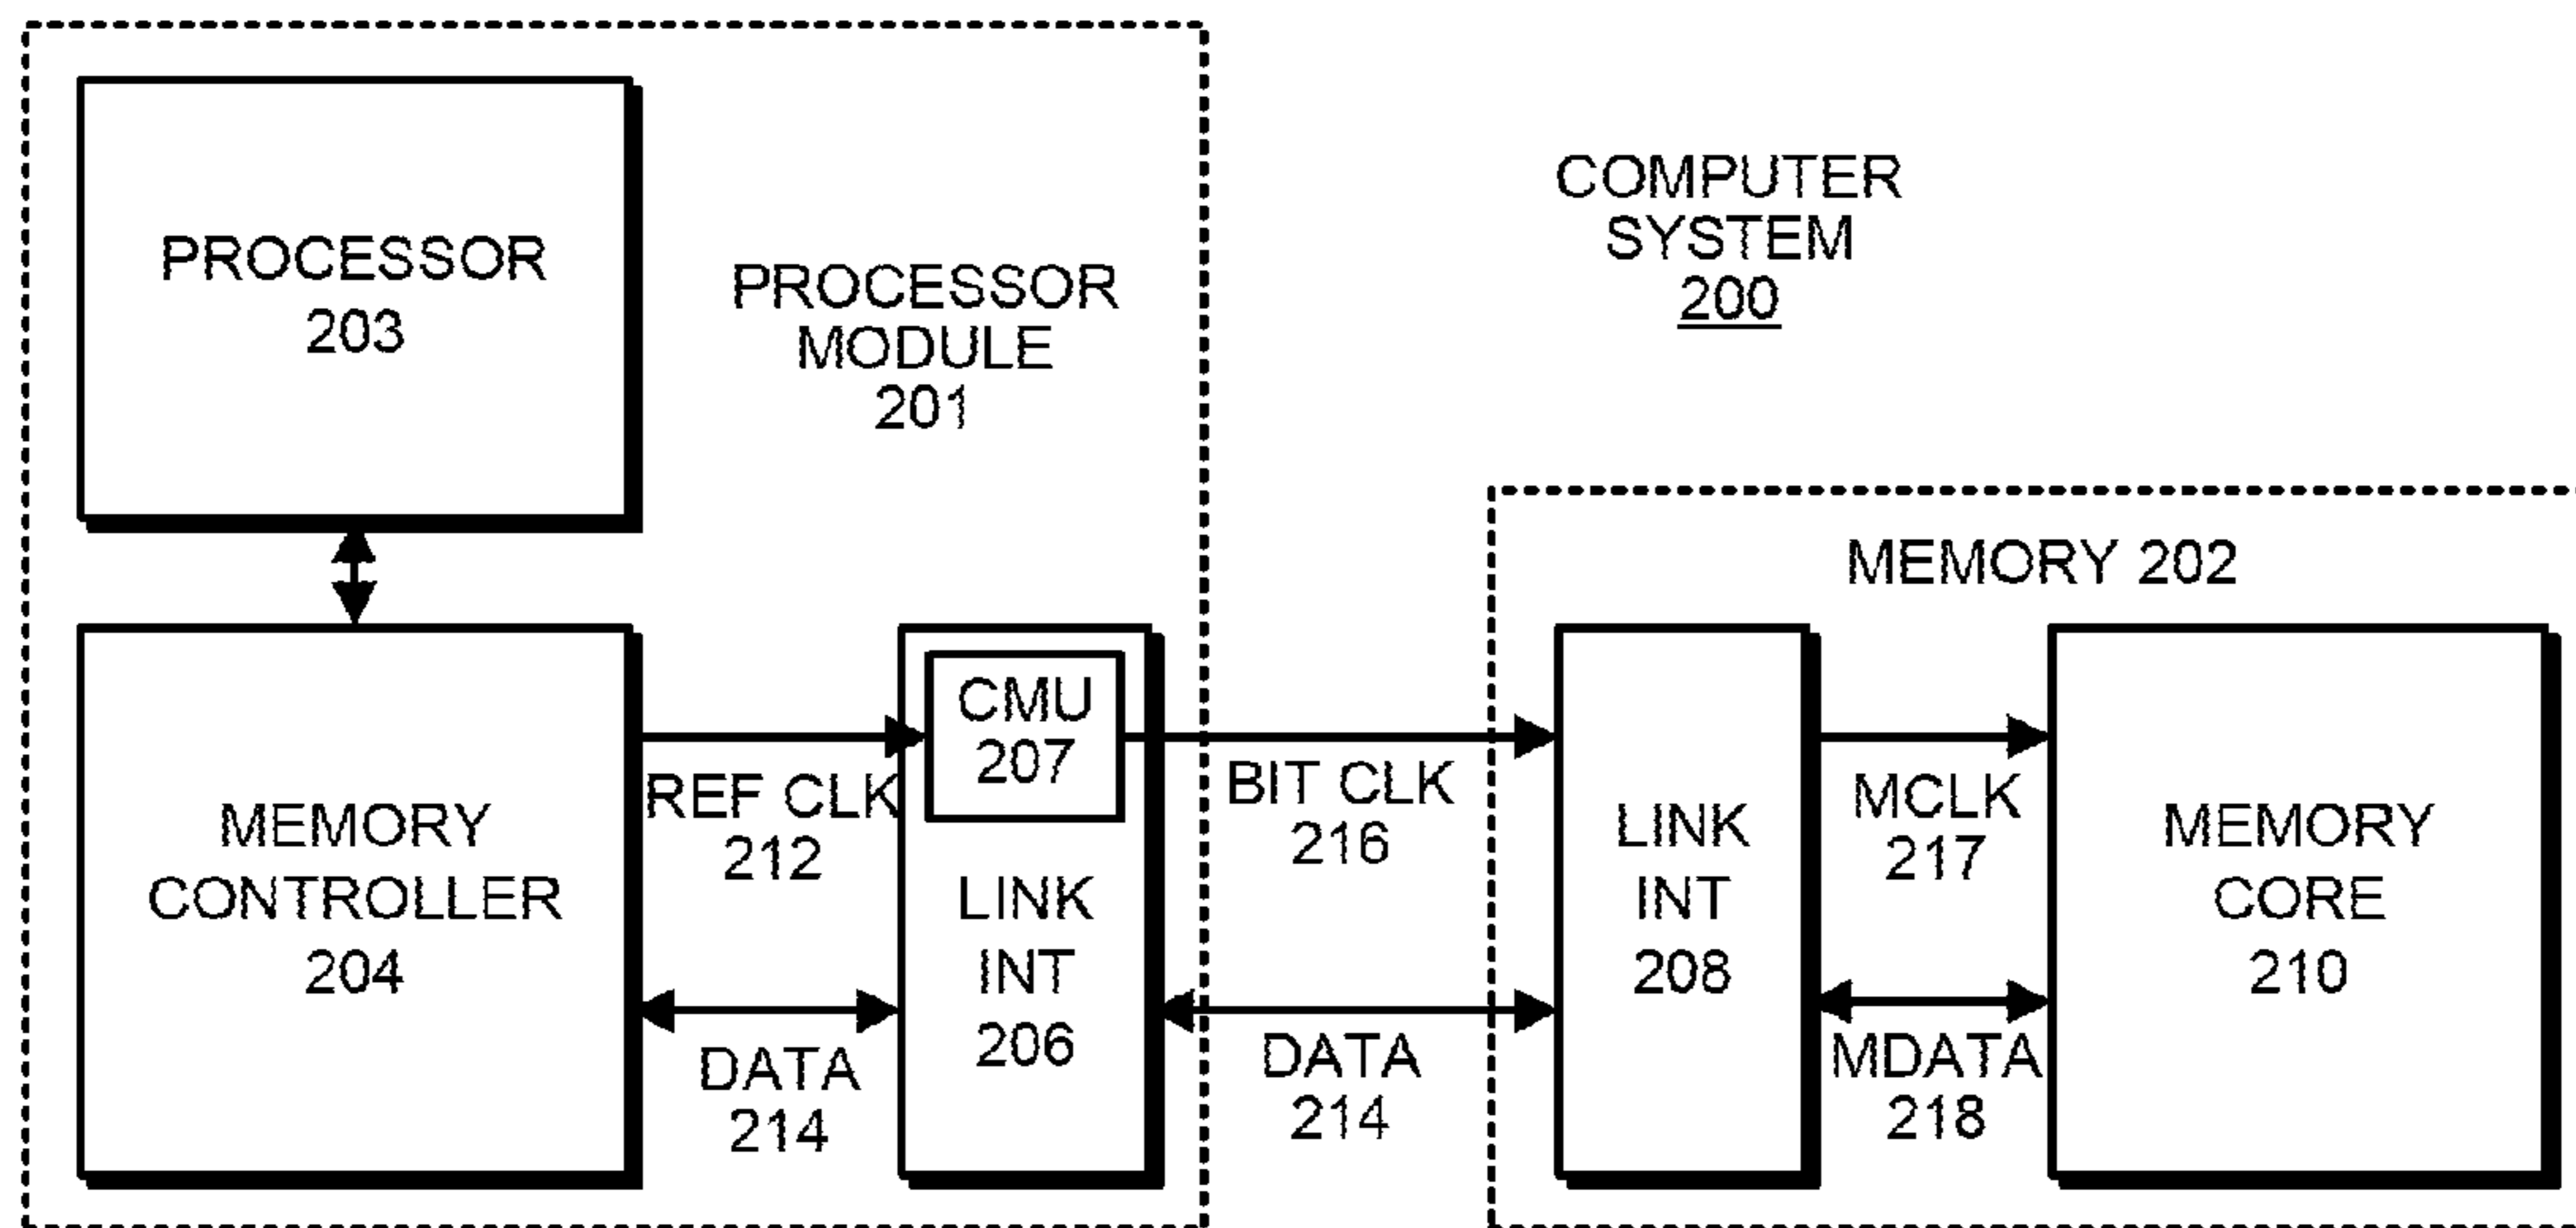 PROCESSOR
203
PROCESSOR
MODULE
201
COMPUTER
SYSTEM
200
MEMORY 202
MEMORY
CONTROLLER
204
REF CLK
212
DATA
214
CMU
207
LINK
INT
206
BIT CLK
216
DATA
214
LINK
INT
208
MCLK
217
MDATA
218
MEMORY
CORE
210